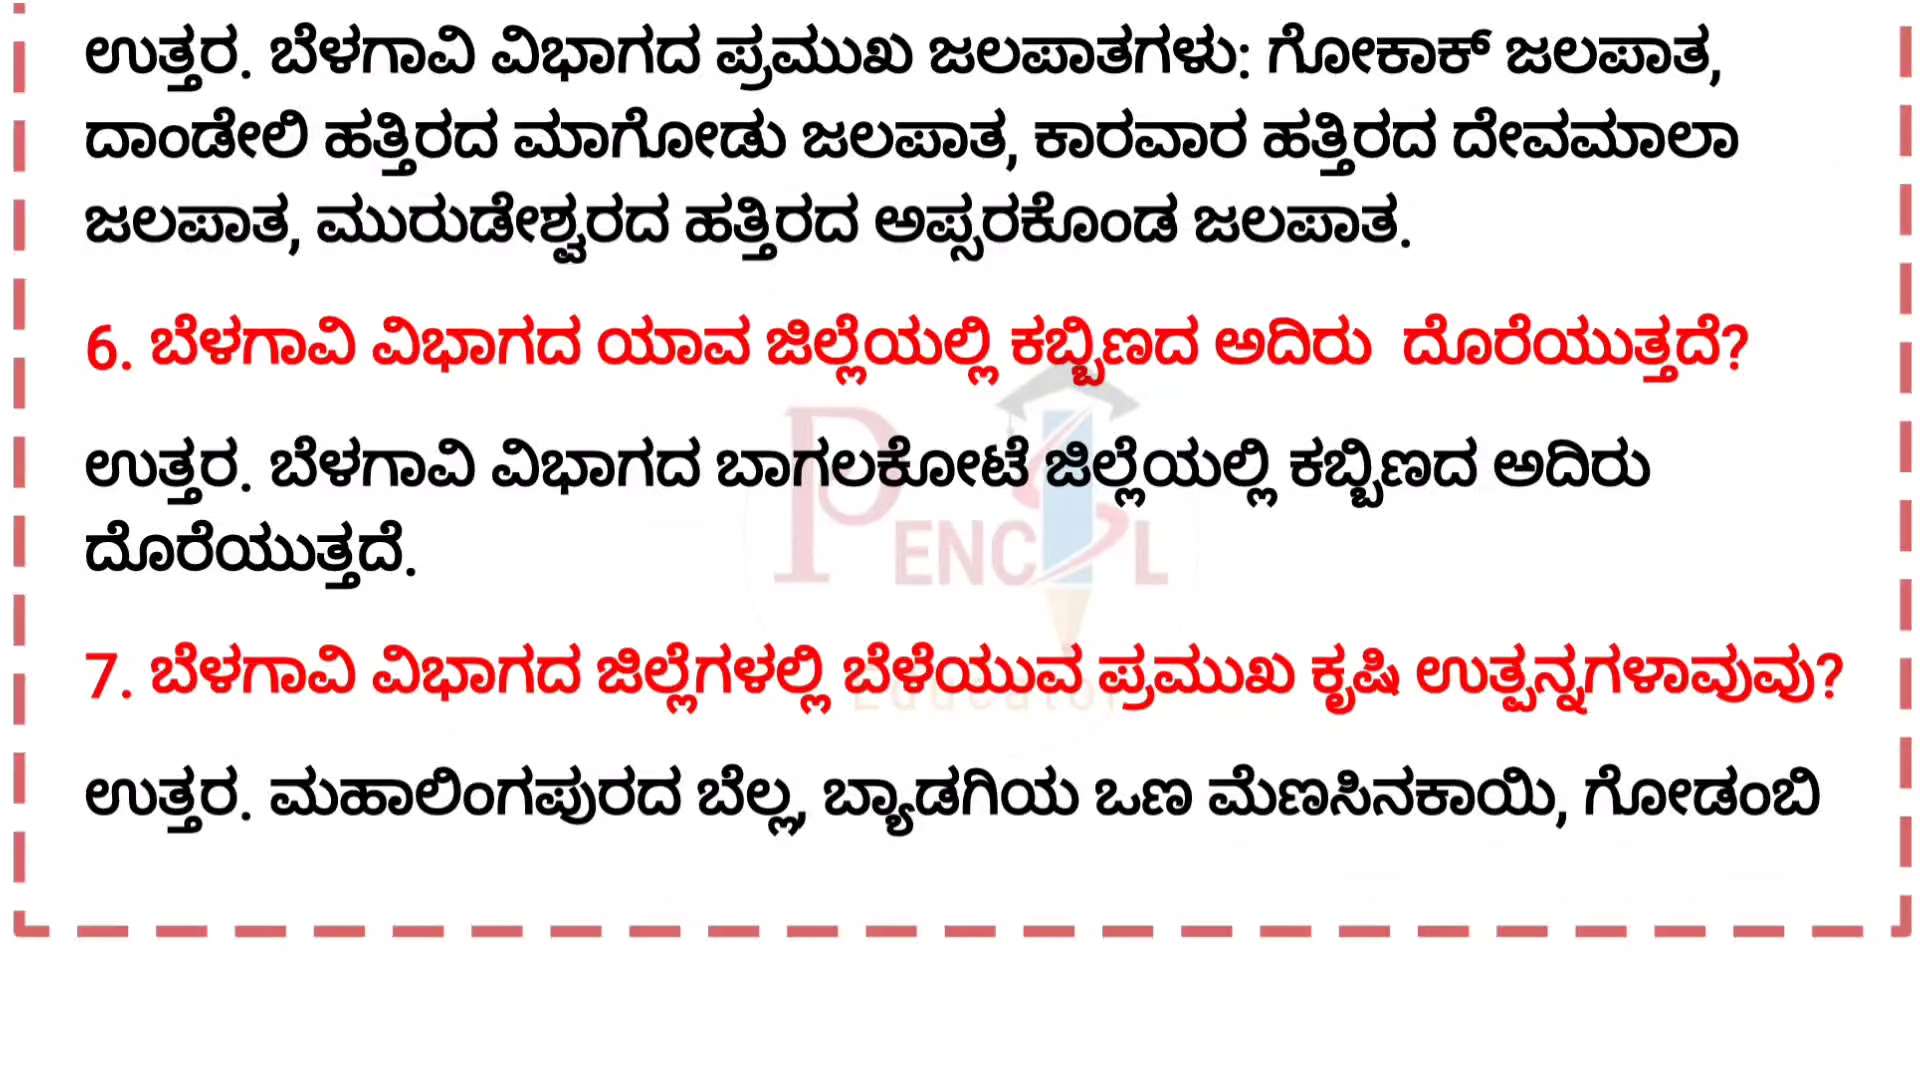 ಉತ್ತರ. ಬೆಳಗಾವಿ ವಿಭಾಗದ ಪ್ರಮುಖ ಜಲಪಾತಗಳು: ಗೋಕಾಕ್ ಜಲಪಾತ,
ದಾಂಡೇಲಿ ಹತ್ತಿರದ ಮಾಗೋಡು ಜಲಪಾತ, ಕಾರವಾರ ಹತ್ತಿರದ ದೇವಮಾಲಾ
ಜಲಪಾತ, ಮುರುಡೇಶ್ವರದ ಹತ್ತಿರದ ಅಪ್ಸರಕೊಂಡ ಜಲಪಾತ.
6. ಬೆಳಗಾವಿ ವಿಭಾಗದ ಯಾವ ಜಿಲ್ಲೆಯಲ್ಲಿ ಕಬ್ಬಿಣದ ಅದಿರು ದೊರೆಯುತ್ತದೆ?
ಉತ್ತರ. ಬೆಳಗಾವಿ ವಿಭಾಗದ ಬಾಗಲಕೋಟೆ ಜಿಲ್ಲೆಯಲ್ಲಿ ಕಬ್ಬಿಣದ ಅದಿರು
ದೊರೆಯುತ್ತದೆ.
PENCIL
7. ಬೆಳಗಾವಿ ವಿಭಾಗದ ಜಿಲ್ಲೆಗಳಲ್ಲಿ ಬೆಳೆಯುವ ಪ್ರಮುಖ ಕೃಷಿ ಉತ್ಪನ್ನಗಳಾವುವು?
ಉತ್ತರ. ಮಹಾಲಿಂಗಪುರದ ಬೆಲ್ಲ, ಬ್ಯಾಡಗಿಯ ಒಣ ಮೆಣಸಿನಕಾಯಿ, ಗೋಡಂಬಿ